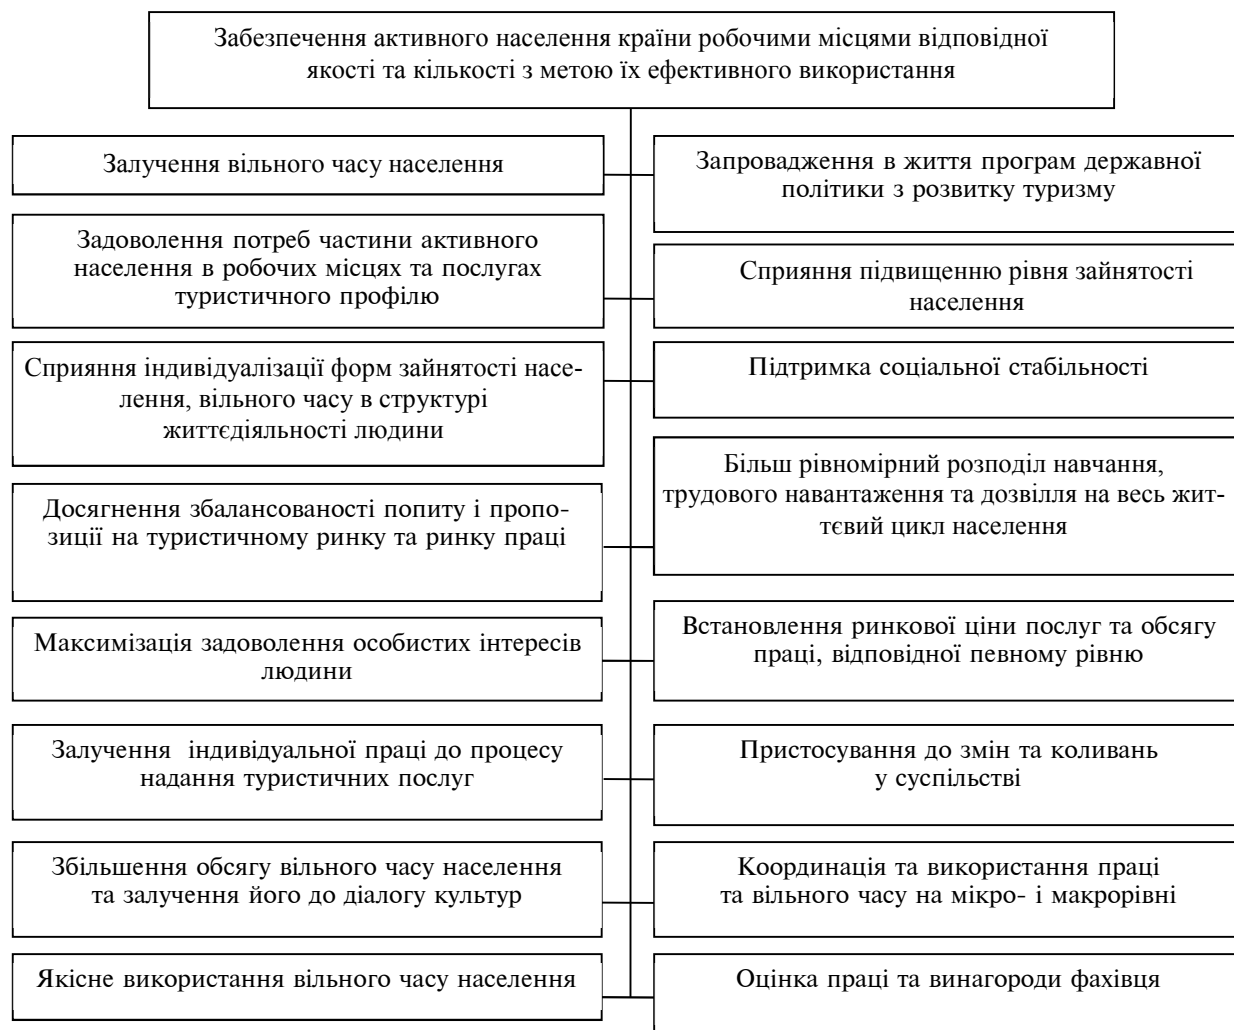 Забезпечення активного населення країни робочими місцями відповідної
якості та кількості з метою їх ефективного використання
Залучення вільного часу населення
Запровадження в життя програм державної
політики з розвитку туризму
Задоволення потреб частини активного
населення в робочих місцях та послугах
туристичного профілю
Сприяння підвищенню рівня зайнятості
населення
Сприяння індивідуалізації форм зайнятості насе-
лення, вільного часу в структурі
життєдіяльності людини
Підтримка соціальної стабільності
Більш рівномірний розподіл навчання,
трудового навантаження та дозвілля на весь жит-
тєвий цикл населення
Досягнення збалансованості попиту і пропо-
зиції на туристичному ринку та ринку праці
Максимізація задоволення особистих інтересів
людини
Встановлення ринкової ціни послуг та обсягу
праці, відповідної певному рівню
Залучення індивідуальної праці до процесу
надання туристичних послуг
Пристосування до змін та коливань
у суспільстві
Збільшення обсягу вільного часу населення
та залучення його до діалогу культур
Координація та використання праці
та вільного часу на мікро- і макрорівні
Якісне використання вільного часу населення
Оцінка праці та винагороди фахівця